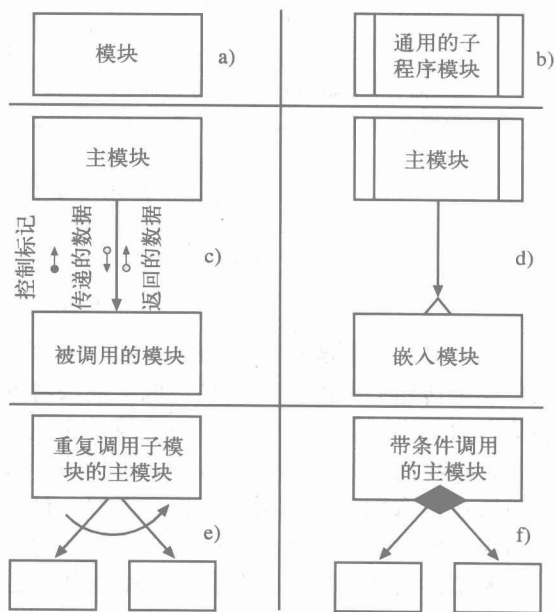 模块
a)
通用的子
程序模块
b)
主模块
控制标记
传递的数据
返回的数据
c)
被调用的模块
主模块
d)
嵌入模块
重复调用子模
块的主模块
e)
带条件调用
的主模块
f)